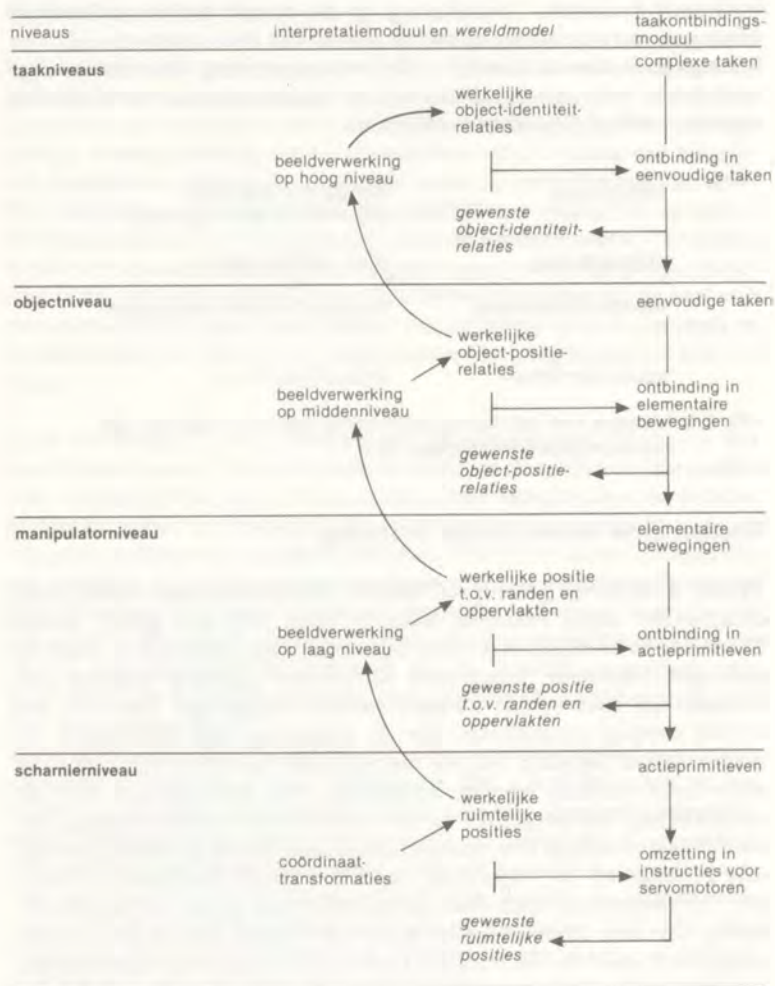 niveaus
interpretatiemoduul en wereldmodel
taakontbindings-
moduul
taakniveaus
complexe taken
werkelijke
object-identiteit-
relaties
beeldverwerking
op hoog niveau
ontbinding in
eenvoudige taken
gewenste
object-identiteit-
relaties
objectniveau
eenvoudige taken
werkelijke
object-positie-
relaties
beeldverwerking
op middenniveau
ontbinding in
elementaire
bewegingen
gewenste
object-positie-
relaties
manipulatorniveau
elementaire
bewegingen
werkelijke positie
t.o.v. randen en
oppervlakten
beeldverwerking
op laag niveau
ontbinding in
actieprimitieven
gewenste positie
t.o.v. randen en
oppervlakten
scharnierniveau
actieprimitieven
werkelijke
ruimtelijke
posities
coördinaat-
transformaties
omzetting in
instructies voor
servomotoren
gewenste
ruimtelijke
posities